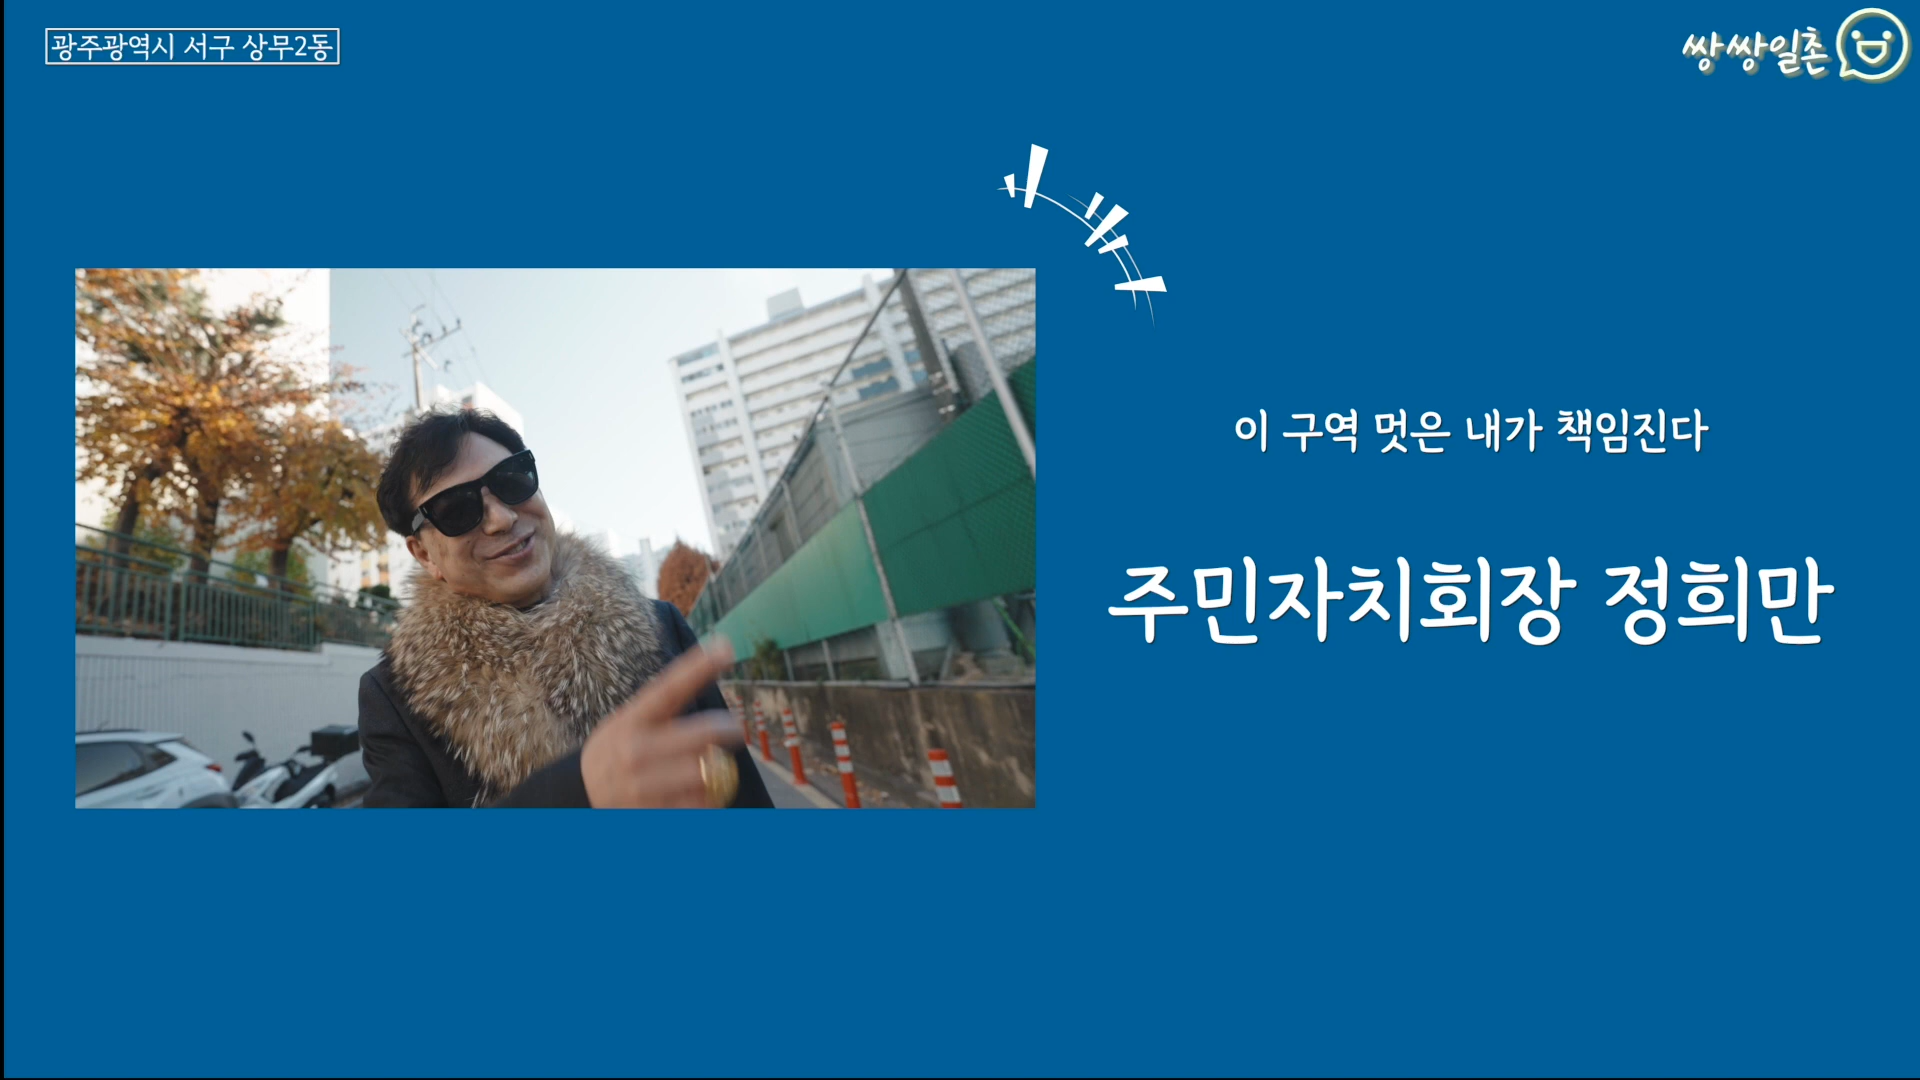 광주광역시 서구 상무2동
쌍쌍일촌
이 구역 멋은 내가 책임진다
주민자치회장 정희만